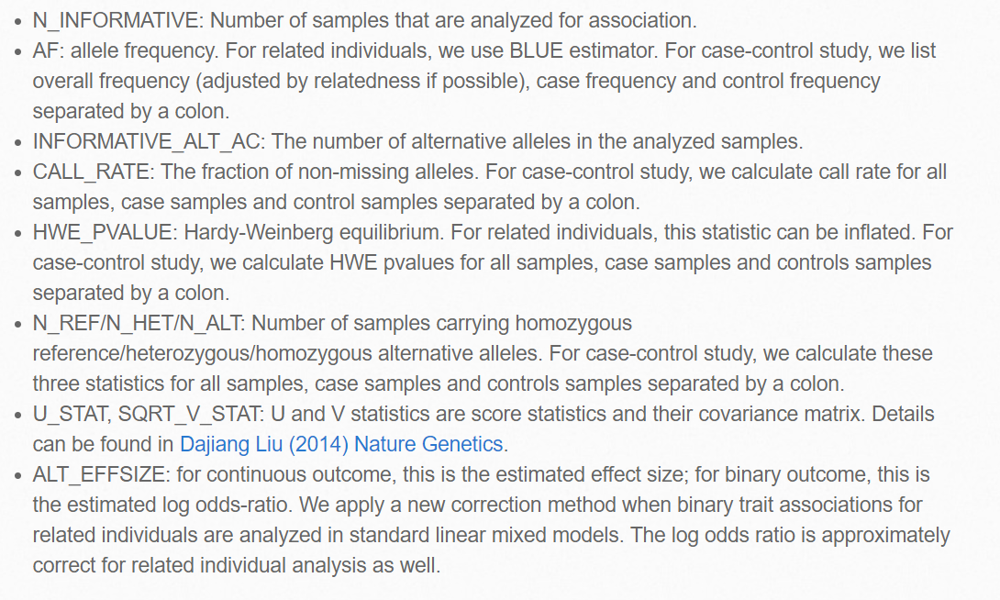 • N_INFORMATIVE: Number of samples that are analyzed for association.
• AF: allele frequency. For related individuals, we use BLUE estimator. For case-control study, we list
overall frequency (adjusted by relatedness if possible), case frequency and control frequency
separated by a colon.
• INFORMATIVE_ALT_AC: The number of alternative alleles in the analyzed samples.
• CALL_RATE: The fraction of non-missing alleles. For case-control study, we calculate call rate for all
samples, case samples and control samples separated by a colon.
• HWE_PVALUE: Hardy-Weinberg equilibrium. For related individuals, this statistic can be inflated. For
case-control study, we calculate HWE pvalues for all samples, case samples and controls samples
separated by a colon.
• N_REF/N_HET/N_ALT: Number of samples carrying homozygous
reference/heterozygous/homozygous alternative alleles. For case-control study, we calculate these
three statistics for all samples, case samples and controls samples separated by a colon.
• U_STAT, SQRT_V_STAT: U and V statistics are score statistics and their covariance matrix. Details
can be found in Dajiang Liu (2014) Nature Genetics.
• ALT_EFFSIZE: for continuous outcome, this is the estimated effect size; for binary outcome, this is
the estimated log odds-ratio. We apply a new correction method when binary trait associations for
related individuals are analyzed in standard linear mixed models. The log odds ratio is approximately
correct for related individual analysis as well.